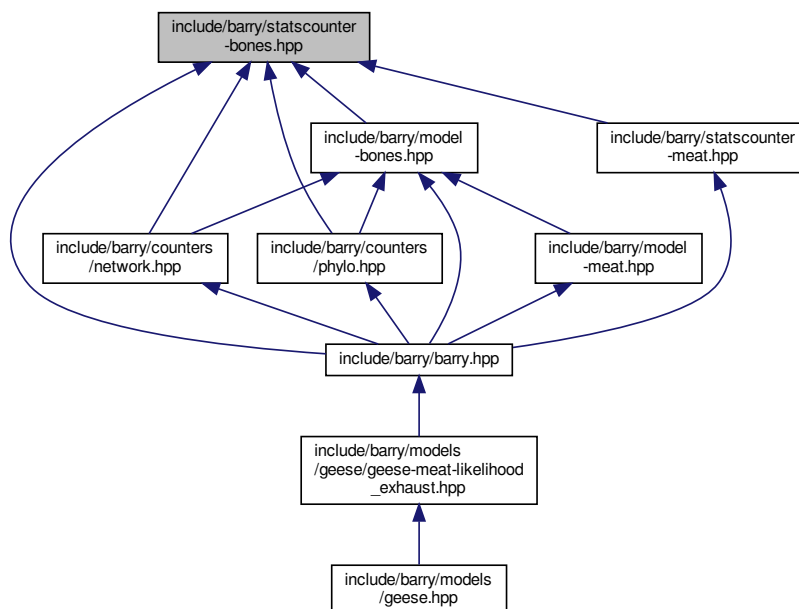 include/barry/statscounter
-bones.hpp
include/barry/model
-bones.hpp
include/barry/statscounter
-meat.hpp
include/barry/counters
/network.hpp
include/barry/counters
/phylo.hpp
include/barry/model
-meat.hpp
include/barry/barry.hpp
include/barry/models
/geese/geese-meat-likelihood
_exhaust.hpp
include/barry/models
/geese.hpp